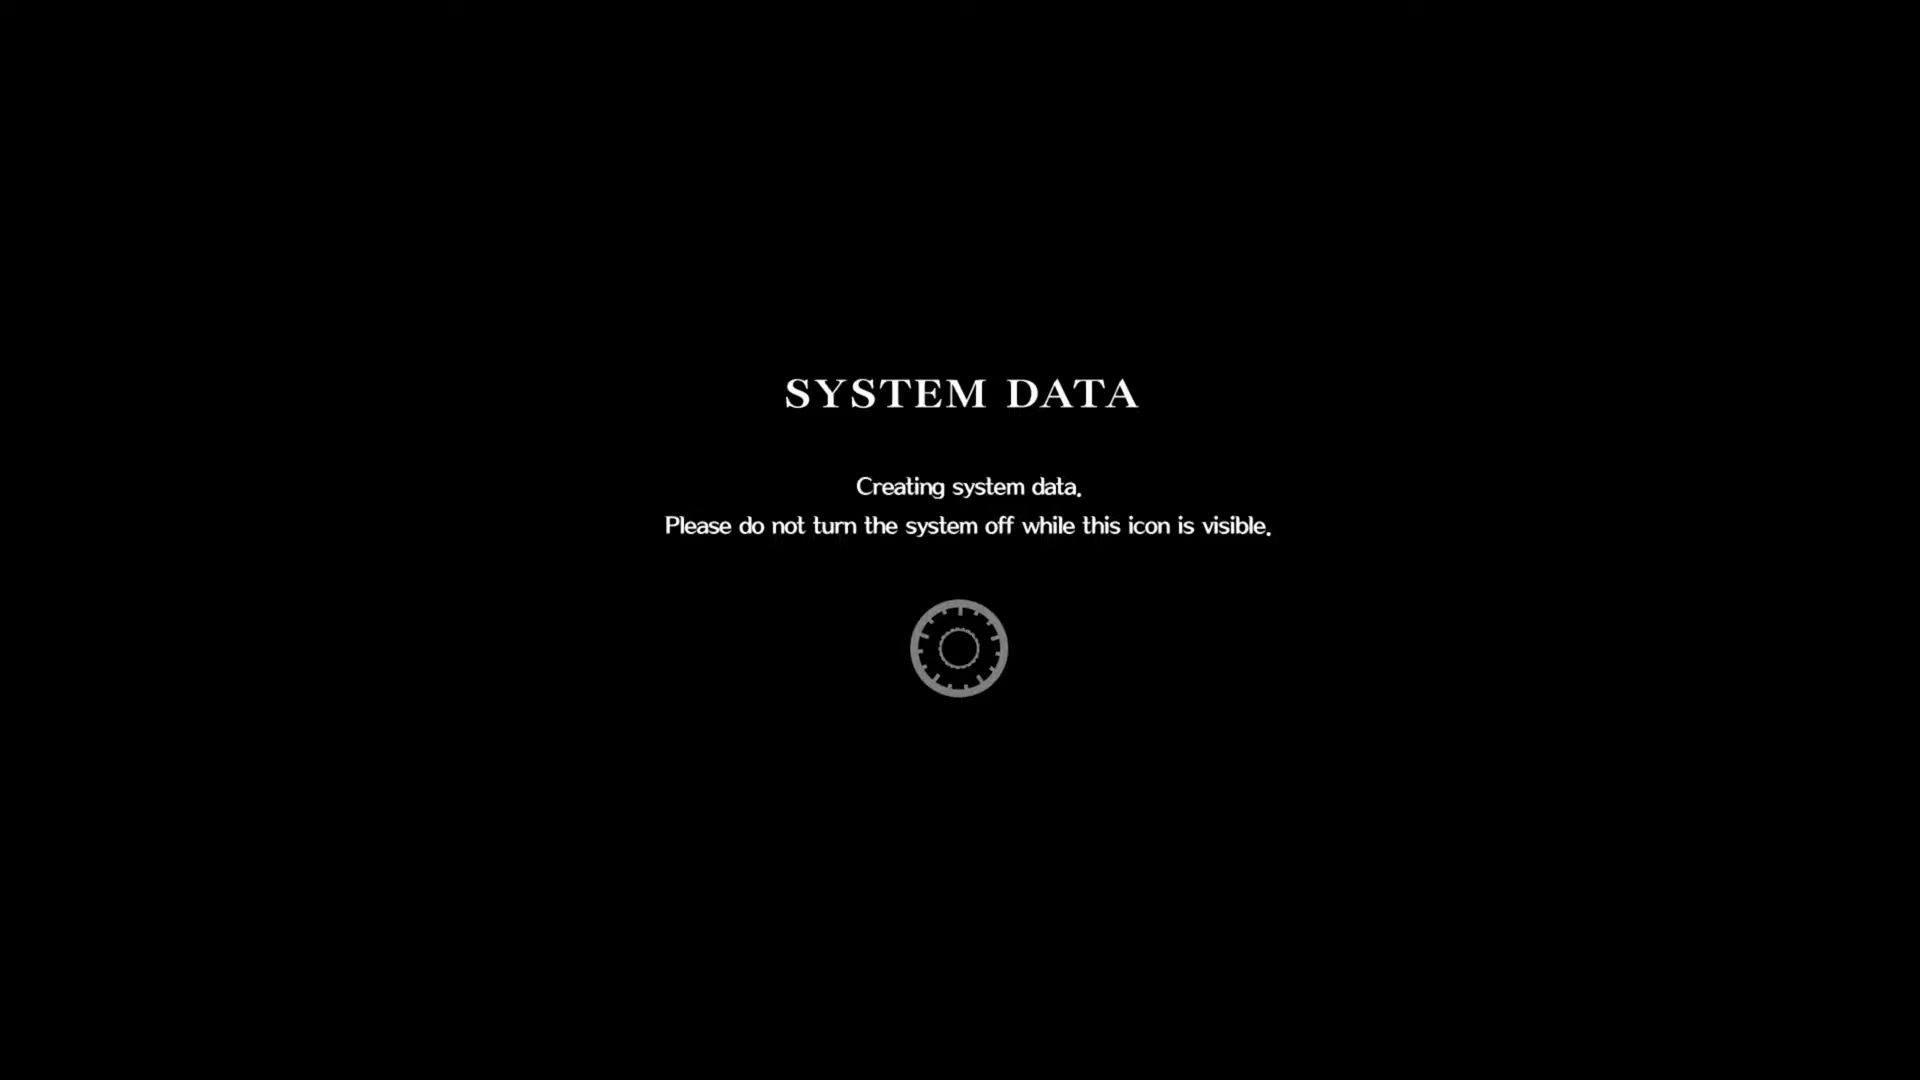 SYSTEM DATA
Creating system data.
Please do not turn the system off while this icon is visible.